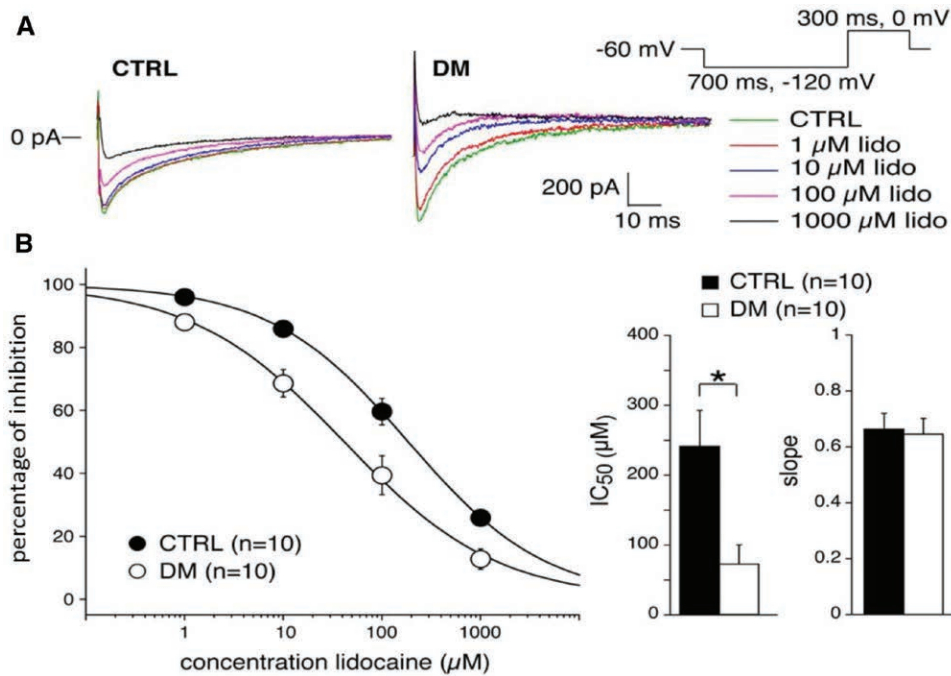 A
CTRL
DM
300 ms, 0 mV
-60 mV
700 ms, -120 mV
0 pA
CTRL
1 µM lido
10 µM lido
100 µM lido
1000 µM lido
200 pA
10 ms
B
percentage of inhibition
100
80
60
40
20
0
CTRL (n=10)
DM (n=10)
1
10
100
1000
concentration lidocaine (µM)
CTRL (n=10)
DM (n=10)
IC50 (µM)
400
300
200
100
0
*
slope
1
0.8
0.6
0.4
0.2
0